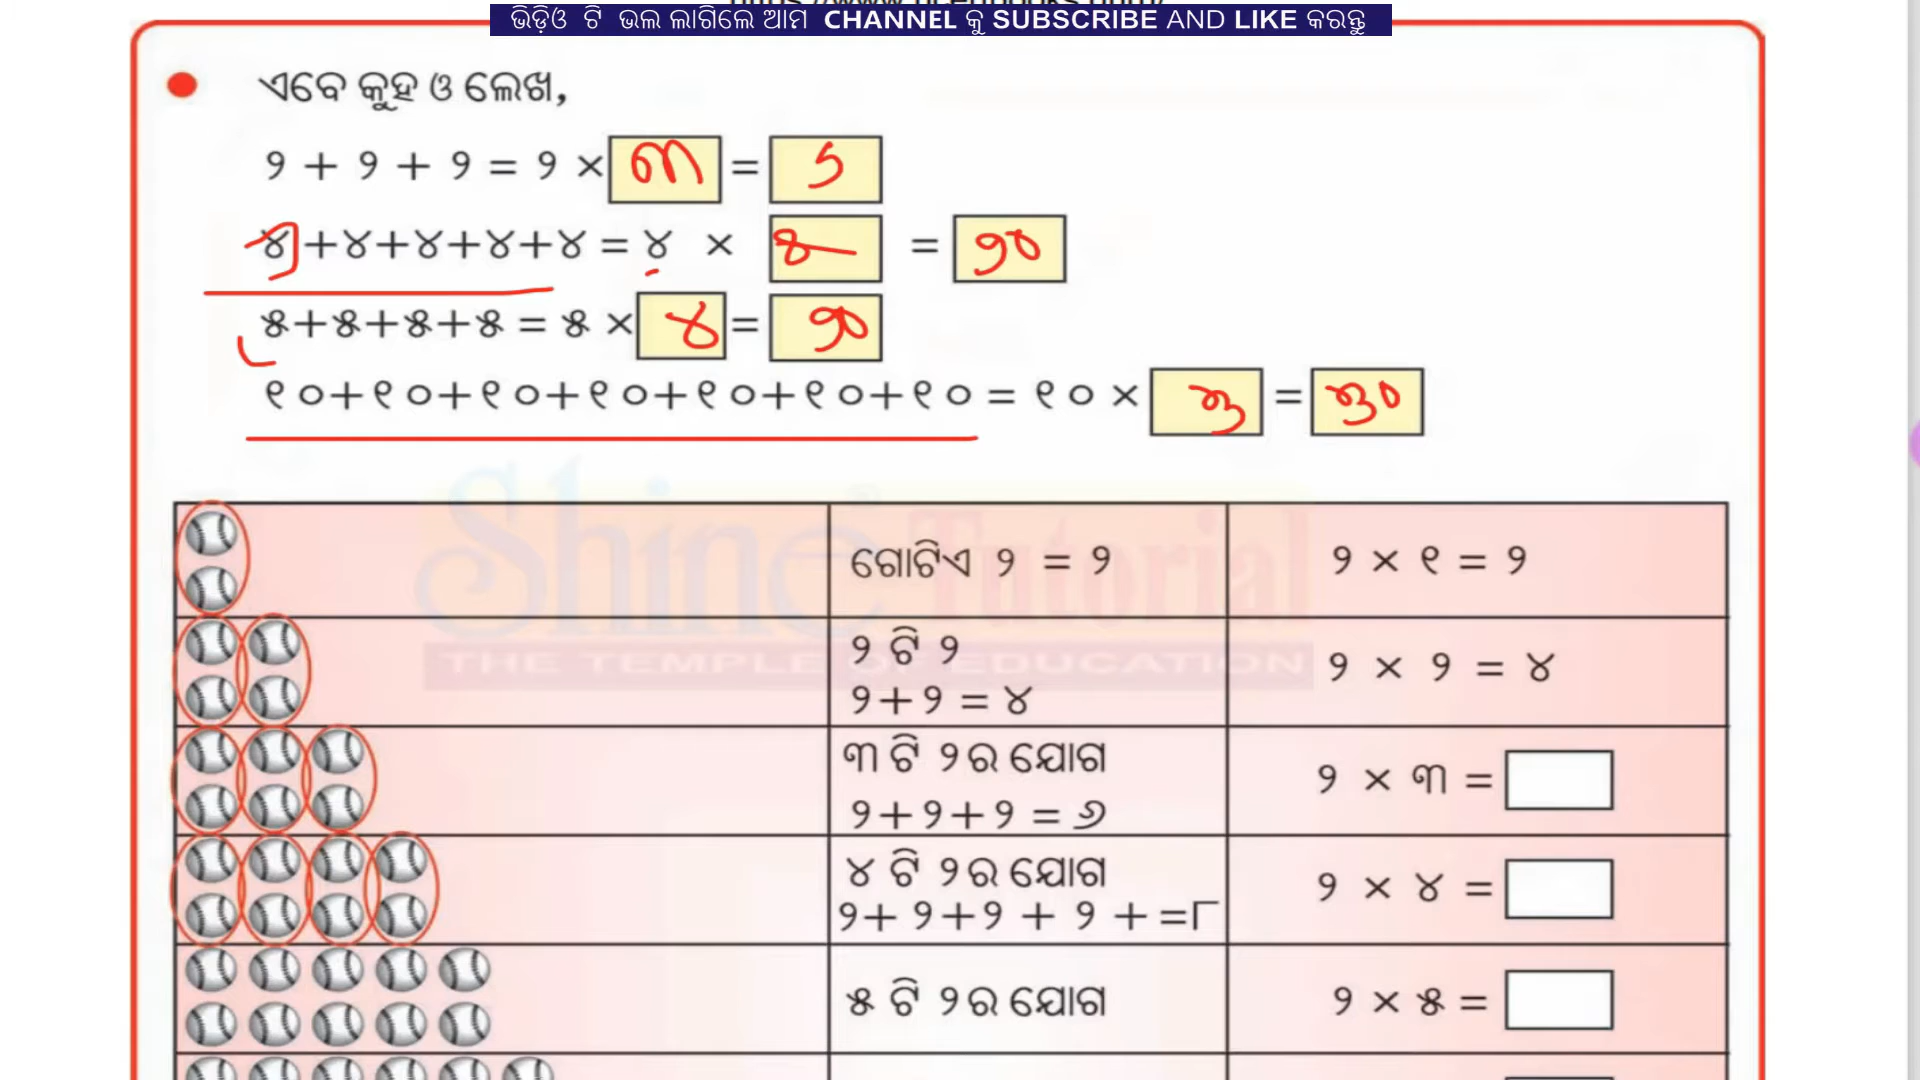 ଭିଡ଼ିଓ ଟି ଭଲ ଲାଗିଲେ ଆମ CHANNEL କୁ SUBSCRIBE AND LIKE କରନ୍ତୁ
ଏବେ କୁହ ଓ ଲେଖ,
୨ + ୨ + ୨ = ୨ × ୩ = ୬
୪+୪+୪+୪+୪ = ୪ × ୫ = ୨୦
୫+୫+୫+୫ = ୫ × ୪ = ୨୦
୧୦+୧୦+୧୦+୧୦+୧୦+୧୦+୧୦ = ୧୦ × ୭ = ୭୦
Shine Tutorial
THE TEMPLE OF EDUCATION
ଗୋଟିଏ ୨ = ୨ ୨ × ୧ = ୨
୨ ଟି ୨
୨+୨ = ୪ ୨ × ୨ = ୪
୩ ଟି ୨ର ଯୋଗ
୨+୨+୨ = ୬ ୨ × ୩ =
୪ ଟି ୨ର ଯୋଗ
୨+ ୨+୨ + ୨ + =୮ ୨ × ୪ =
୫ ଟି ୨ର ଯୋଗ ୨ × ୫ =